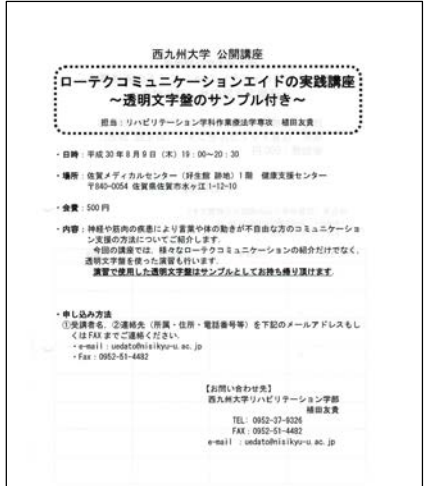 西九州大学 公開講座
ローテクコミュニケーションエイドの実践講座
～透明文字盤のサンプル付き～
担当：リハビリテーション学科作業療法学専攻 植田友貴
・日時：平成30年8月9日（木）19：00～20：30
・場所：佐賀メディカルセンター（好生館 跡地）1階 健康支援センター
〒840-0054 佐賀県佐賀市水ヶ江1-12-10
・会費：500円
・内容：神経や筋肉の疾患により言葉や体の動きが不自由な方のコミュニケーショ
ン支援の方法についてご紹介します．
今回の講座では，様々なローテクコミュニケーションの紹介だけでなく，
透明文字盤を使った演習も行います．
演習で使用した透明文字盤はサンプルとしてお持ち帰り頂けます．
・申し込み方法
①受講者名，②連絡先（所属・住所・電話番号等）を下記のメールアドレスもし
くはFAXまでご連絡ください．
・e-mail：uedato@nisikyu-u.ac.jp
・Fax：0952-51-4482
【お問い合わせ先】
西九州大学リハビリテーション学部
植田友貴
TEL：0952-37-9326
FAX：0952-51-4482
e-mail ：uedato@nisikyu-u.ac.jp